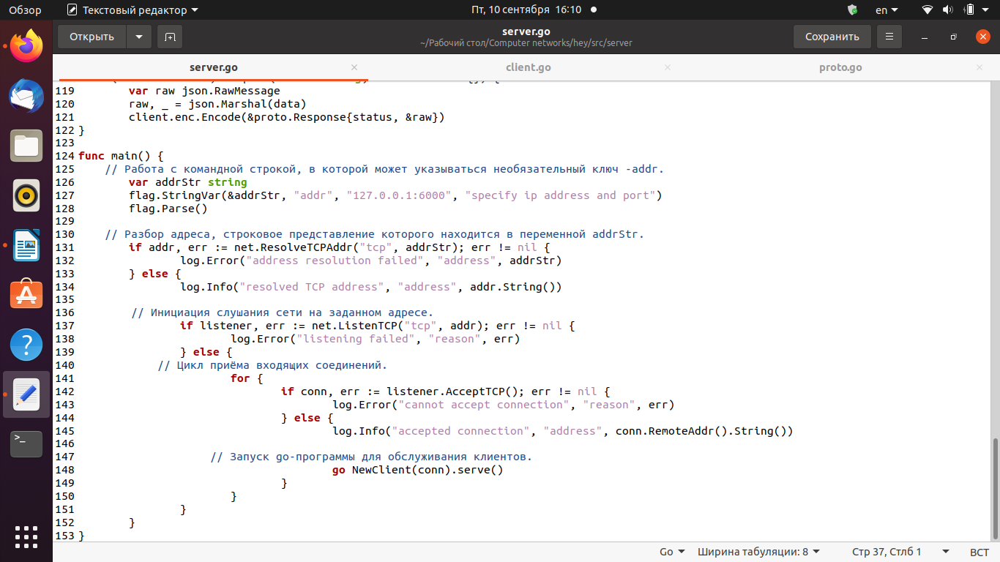 Обзор
Текстовый редактор
Пт, 10 сентября 16:10
en
Открыть
server.go
~/Рабочий стол/Computer networks/hey/src/server
Сохранить
server.go
client.go
proto.go
119 var raw json.RawMessage
120 raw, _ = json.Marshal(data)
121 client.enc.Encode(&proto.Response{status, &raw})
122 }
123
124 func main() {
125 // Работа с командной строкой, в которой может указываться необязательный ключ -addr.
126 var addrStr string
127 flag.StringVar(&addrStr, "addr", "127.0.0.1:6000", "specify ip address and port")
128 flag.Parse()
129
130 // Разбор адреса, строковое представление которого находится в переменной addrStr.
131 if addr, err := net.ResolveTCPAddr("tcp", addrStr); err != nil {
132 log.Error("address resolution failed", "address", addrStr)
133 } else {
134 log.Info("resolved TCP address", "address", addr.String())
135
136 // Инициация слушания сети на заданном адресе.
137 if listener, err := net.ListenTCP("tcp", addr); err != nil {
138 log.Error("listening failed", "reason", err)
139 } else {
140 // Цикл приёма входящих соединений.
141 for {
142 if conn, err := listener.AcceptTCP(); err != nil {
143 log.Error("cannot accept connection", "reason", err)
144 } else {
145 log.Info("accepted connection", "address", conn.RemoteAddr().String())
146
147 // Запуск go-программы для обслуживания клиентов.
148 go NewClient(conn).serve()
149 }
150 }
151 }
152 }
153 }
Go
Ширина табуляции: 8
Стр 37, Стлб 1
ВСТ